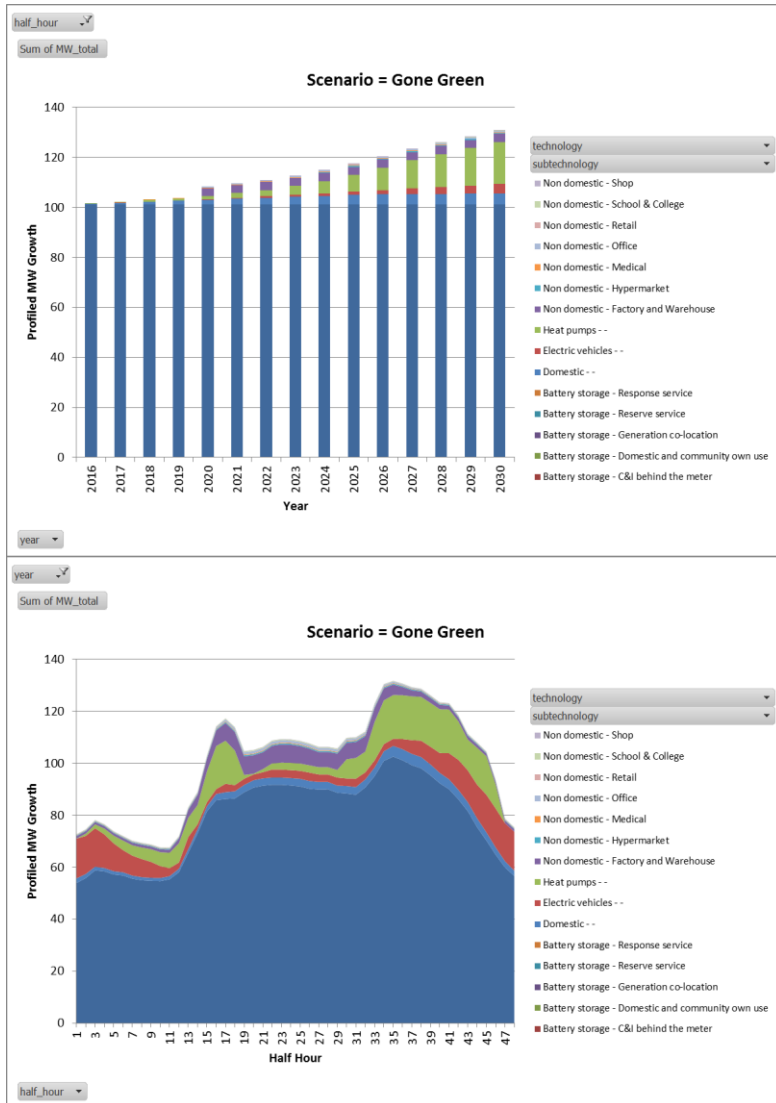 half_hour
Sum of MW_total
Scenario = Gone Green
140
120
100
80
60
40
20
0
Profiled MW Growth
2016
2017
2018
2019
2020
2021
2022
2023
2024
2025
2026
2027
2028
2029
2030
Year
technology
subtechnology
Non domestic - Shop
Non domestic - School & College
Non domestic - Retail
Non domestic - Office
Non domestic - Medical
Non domestic - Hypermarket
Non domestic - Factory and Warehouse
Heat pumps - -
Electric vehicles - -
Domestic - -
Battery storage - Response service
Battery storage - Reserve service
Battery storage - Generation co-location
Battery storage - Domestic and community own use
Battery storage - C&I behind the meter
year
year
Sum of MW_total
Scenario = Gone Green
140
120
100
80
60
40
20
0
Profiled MW Growth
1
3
5
7
9
11
13
15
17
19
21
23
25
27
29
31
33
35
37
39
41
43
45
47
Half Hour
technology
subtechnology
Non domestic - Shop
Non domestic - School & College
Non domestic - Retail
Non domestic - Office
Non domestic - Medical
Non domestic - Hypermarket
Non domestic - Factory and Warehouse
Heat pumps - -
Electric vehicles - -
Domestic - -
Battery storage - Response service
Battery storage - Reserve service
Battery storage - Generation co-location
Battery storage - Domestic and community own use
Battery storage - C&I behind the meter
half_hour